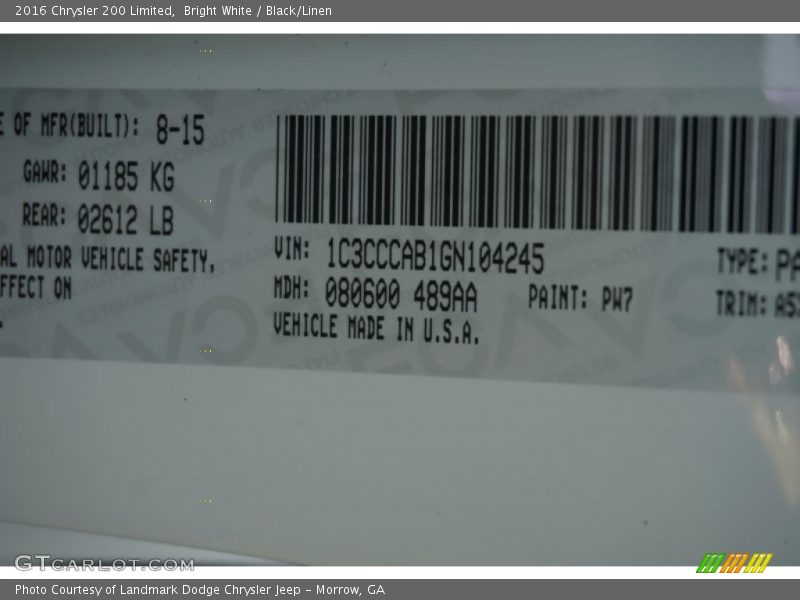 2016 Chrysler 200 Limited, Bright White / Black/Linen
E OF MFR(BUILT): 8-15
GAWR: 01185 KG
REAR: 02612 LB
AL MOTOR VEHICLE SAFETY,
FFECT ON
VIN: 1C3CCCAB1GN104245
MDH: 080600 489AA
PAINT: PW7
VEHICLE MADE IN U.S.A.
TYPE: PA
TRIM: A5
GTCARLOT.COM
Photo Courtesy of Landmark Dodge Chrysler Jeep - Morrow, GA